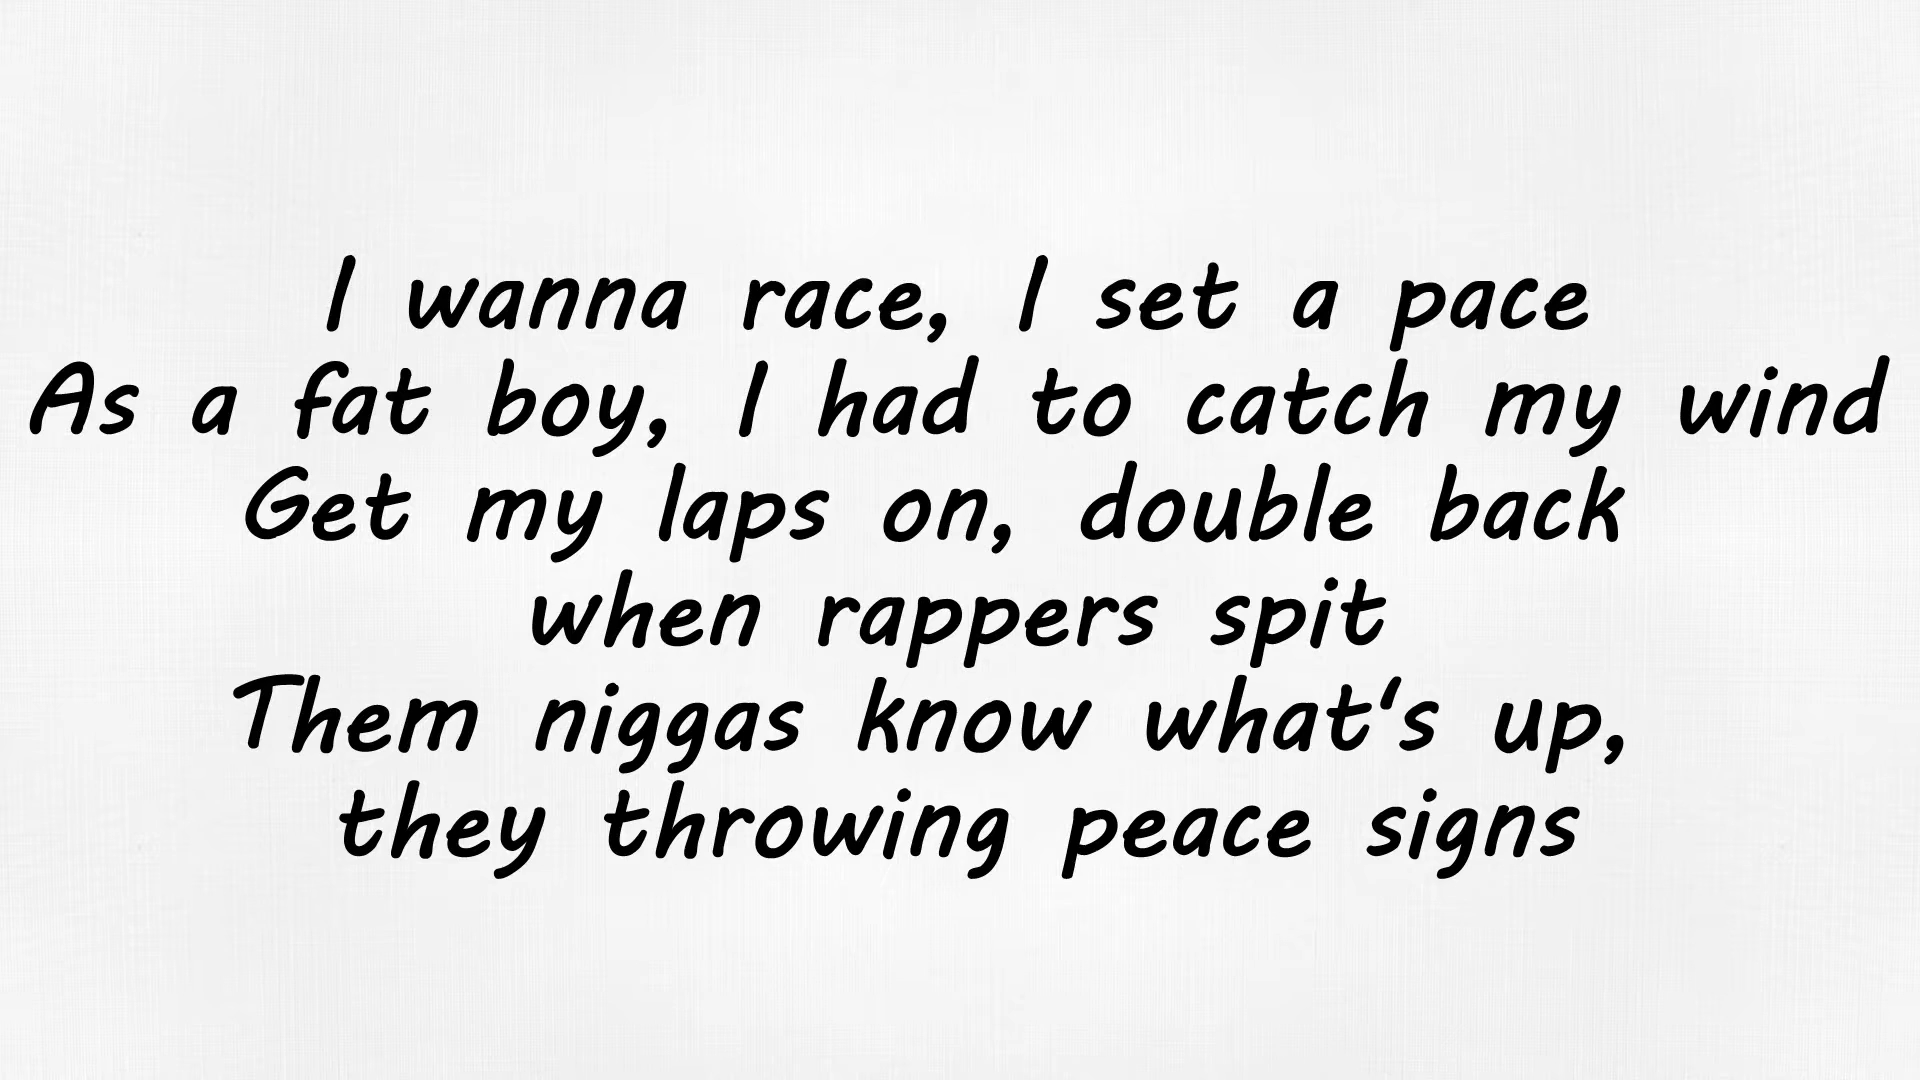 I wanna race, I set a pace
As a fat boy, I had to catch my wind
Get my laps on, double back
when rappers spit
Them niggas know what's up,
they throwing peace signs